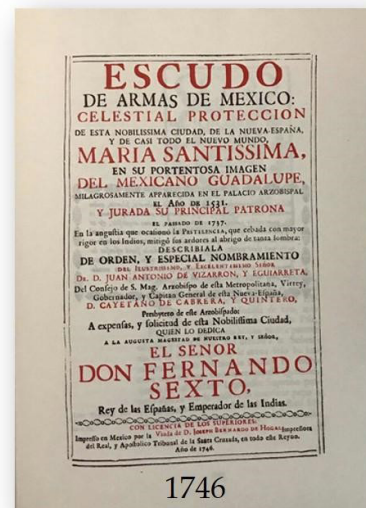 ESCUDO
DE ARMAS DE MEXICO:
CELESTIAL PROTECCION
DE ESTA NOBILISSIMA CIUDAD, DE LA NUEVA-ESPAÑA,
Y DE CASI TODO EL NUEVO MUNDO,
MARIA SANTISSIMA,
EN SU PORTENTOSA IMAGEN
DEL MEXICANO GUADALUPE,
MILAGROSAMENTE APPARECIDA EN EL PALACIO ARZOBISPAL
EL Año DE 1531.
Y JURADA SU PRINCIPAL PATRONA
EL PASSADO DE 1737.
En la angustia que ocasionó la PESTILENCIA, que cebada con mayor
rigor en los Indios, mitigó sus ardores al abrigo de tanta sombra:
DESCRIBIALA
DE ORDEN, Y ESPECIAL NOMBRAMIENTO
DEL ILUSTRISIMO, Y EXCELENTISSIMO SEÑOR
Dr. D. JUAN ANTONIO DE VIZARRON, Y EGUIARRETA,
Del Consejo de S. Mag. Arzobispo de esta Metropolitana, Virrey,
Governador, y Capitan General de esta Nueva-España,
D. CAYETANO DE CABRERA, Y QUINTERO,
Presbytero de este Arzobispado:
A expensas, y solicitud de esta Nobilissima Ciudad,
QUIEN LO DEDICA
A LA AUGUSTA MAGESTAD DE NUESTRO REY, Y SEÑOR,
EL SENOR
DON FERNANDO
SEXTO,
Rey de las Españas, y Emperador de las Indias.
CON LICENCIA DE LOS SUPERIORES:
Impresso en Mexico por la Viuda de D. JOSEPH BERNARDO DE HOGAL, Impressora
del Real, y Apostolico Tribunal de la Santa Cruzada, en todo este Reyno.
Año de 1746.
1746